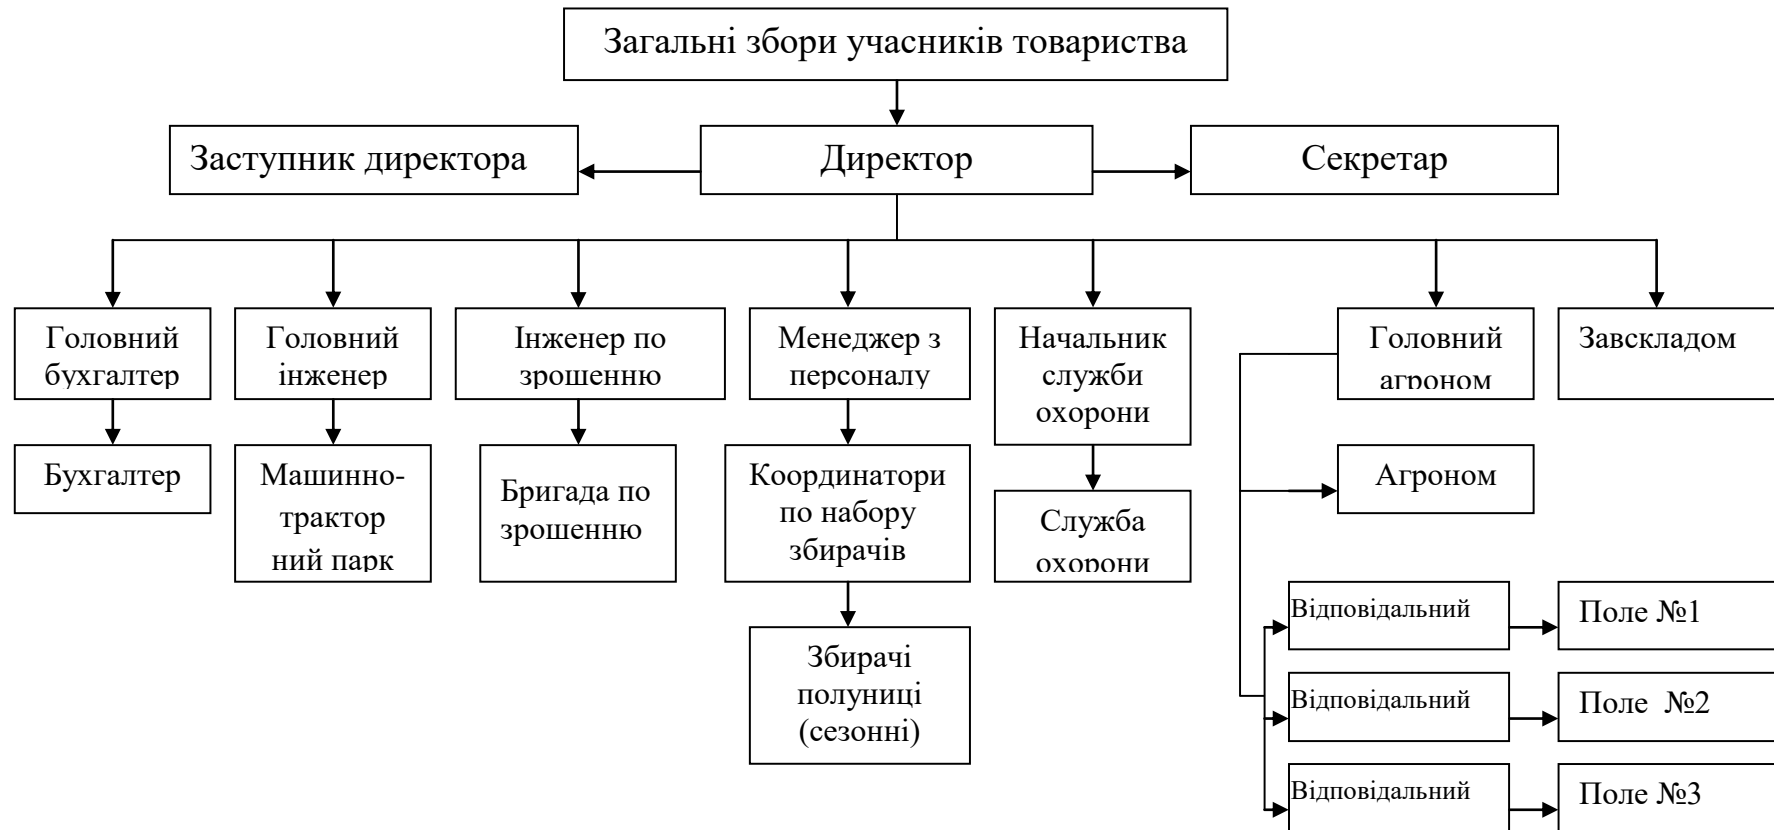 Загальні збори учасників товариства
Заступник директора
Директор
Секретар
Головний
бухгалтер
Головний
інженер
Інженер по
зрошенню
Менеджер з
персоналу
Начальник
служби
охорони
Головний
агроном
Завскладом
Бухгалтер
Машинно-
трактор
ний парк
Бригада по
зрошенню
Координатори
по набору
збирачів
Служба
охорони
Агроном
Збирачі
полуниці
(сезонні)
Відповідальний
Поле №1
Відповідальний
Поле №2
Відповідальний
Поле №3